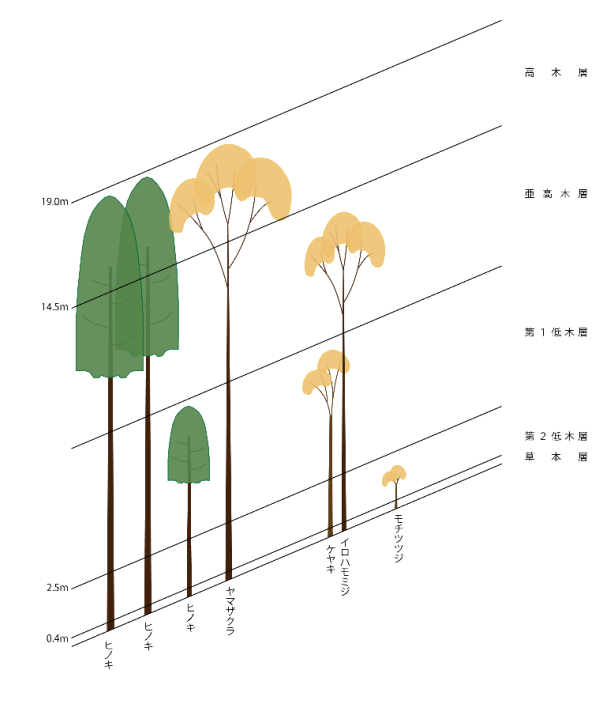 高木層
19.0m
亜高木層
14.5m
第1低木層
第2低木層
草本層
2.5m
0.4m
ヒノキ
ヒノキ
ヒノキ
ヤマザクラ
ケヤキ
イロハモミジ
モチツツジ